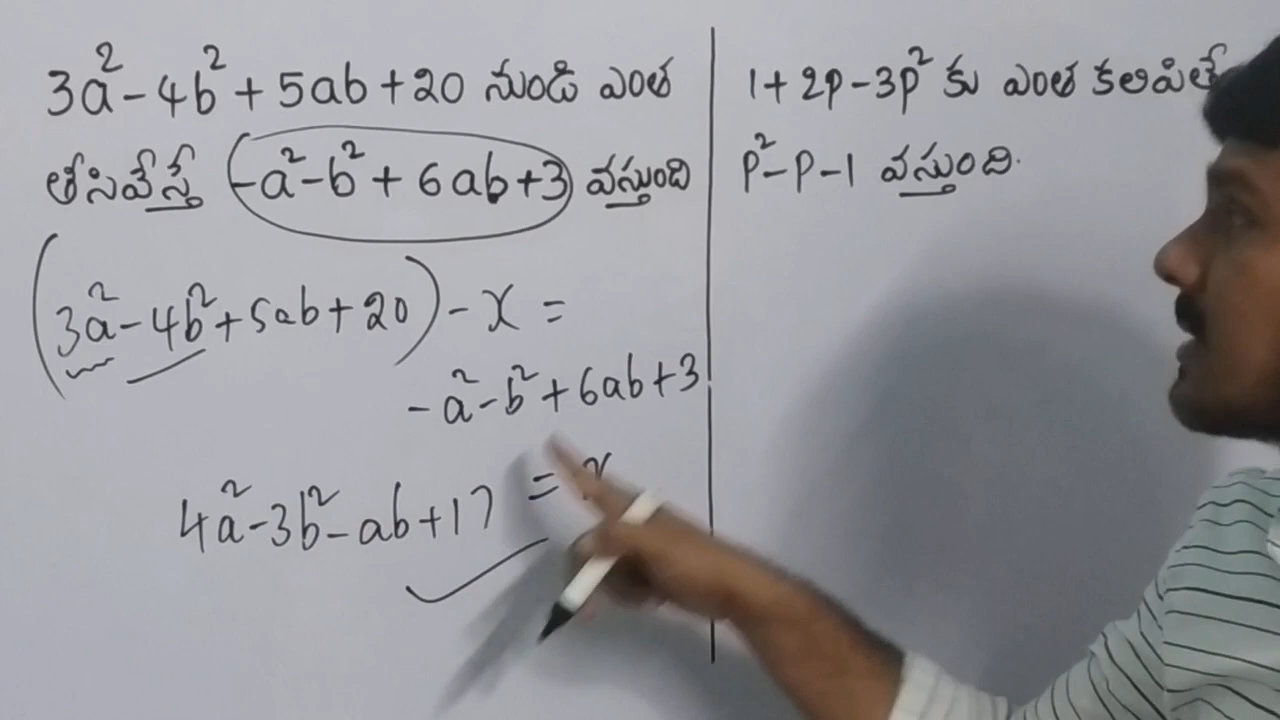 3a² - 4b² + 5ab + 20 నుండి ఎంత
తీసివేస్తే (-a² - b² + 6ab + 3) వస్తుంది
(3a² - 4b² + 5ab + 20) - x =
-a² - b² + 6ab + 3
4a² - 3b² - ab + 17 = x
1 + 2p - 3p² కు ఎంత కలిపితే
p² - p - 1 వస్తుంది.